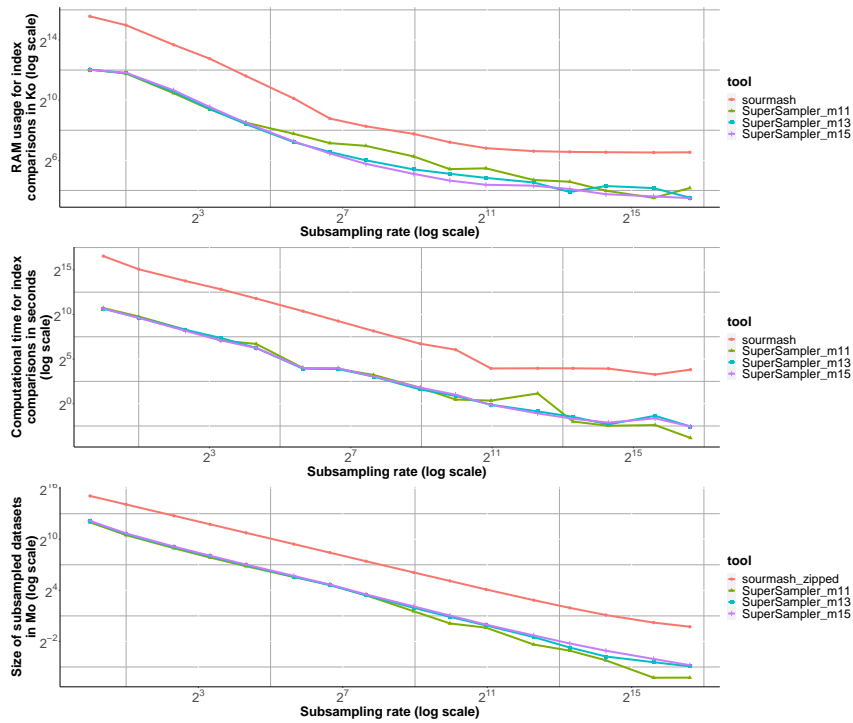 RAM usage for index
comparisons in Ko (log scale)
2^14
2^10
2^6
2^3
2^7
2^11
2^15
Subsampling rate (log scale)
tool
sourmash
SuperSampler_m11
SuperSampler_m13
SuperSampler_m15
Computational time for index
comparisons in seconds
(log scale)
2^15
2^10
2^5
2^0
2^3
2^7
2^11
2^15
Subsampling rate (log scale)
tool
sourmash
SuperSampler_m11
SuperSampler_m13
SuperSampler_m15
Size of subsampled datasets
in Mo (log scale)
2^16
2^10
2^4
2^−2
2^3
2^7
2^11
2^15
Subsampling rate (log scale)
tool
sourmash_zipped
SuperSampler_m11
SuperSampler_m13
SuperSampler_m15